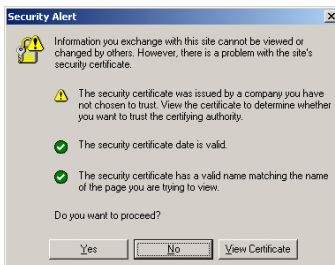 Security Alert
Information you exchange with this site cannot be viewed or
changed by others. However, there is a problem with the site's
security certificate.
The security certificate was issued by a company you have
not chosen to trust. View the certificate to determine whether
you want to trust the certifying authority.
The security certificate date is valid.
The security certificate has a valid name matching the name
of the page you are trying to view.
Do you want to proceed?
Yes No View Certificate